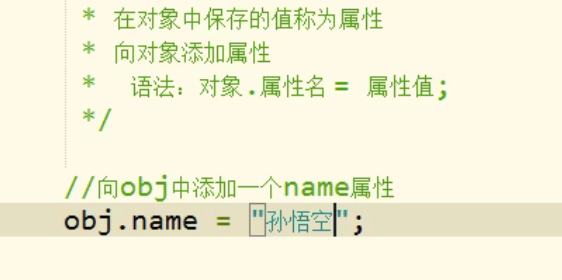 * 在对象中保存的值称为属性
* 向对象添加属性
*  语法：对象.属性名 = 属性值;
*/
//向obj中添加一个name属性
obj.name = "孙悟空";